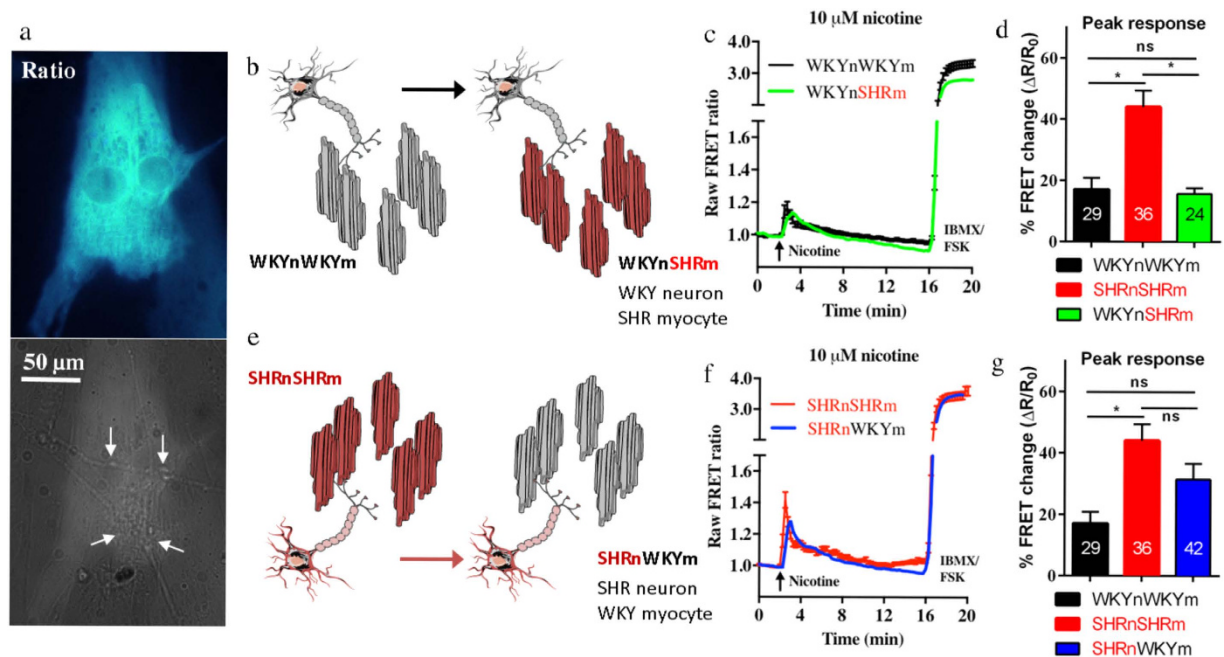 a
Ratio
50 μm
b
WKYnWKYm
WKYnSHRm
WKY neuron
SHR myocyte
c
10 μM nicotine
WKYnWKYm
WKYnSHRm
Raw FRET ratio
4.0
3.0
1.6
1.4
1.2
1.0
Nicotine
IBMX/
FSK
0 4 8 12 16 20
Time (min)
d
Peak response
ns
* *
% FRET change (ΔR/R₀)
60
40
20
0
29 36 24
WKYnWKYm
SHRnSHRm
WKYnSHRm
e
SHRnSHRm
SHRnWKYm
SHR neuron
WKY myocyte
f
10 μM nicotine
SHRnSHRm
SHRnWKYm
Raw FRET ratio
4.0
3.0
1.6
1.4
1.2
1.0
Nicotine
IBMX/
FSK
0 4 8 12 16 20
Time (min)
g
Peak response
ns
* ns
% FRET change (ΔR/R₀)
60
40
20
0
29 36 42
WKYnWKYm
SHRnSHRm
SHRnWKYm